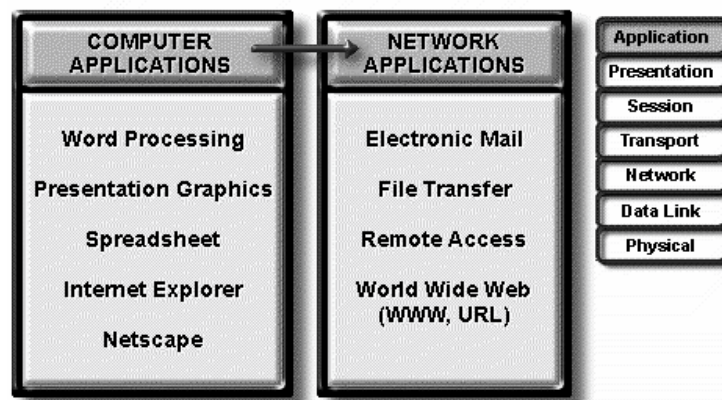 COMPUTER
APPLICATIONS
Word Processing
Presentation Graphics
Spreadsheet
Internet Explorer
Netscape
NETWORK
APPLICATIONS
Electronic Mail
File Transfer
Remote Access
World Wide Web
(WWW, URL)
Application
Presentation
Session
Transport
Network
Data Link
Physical